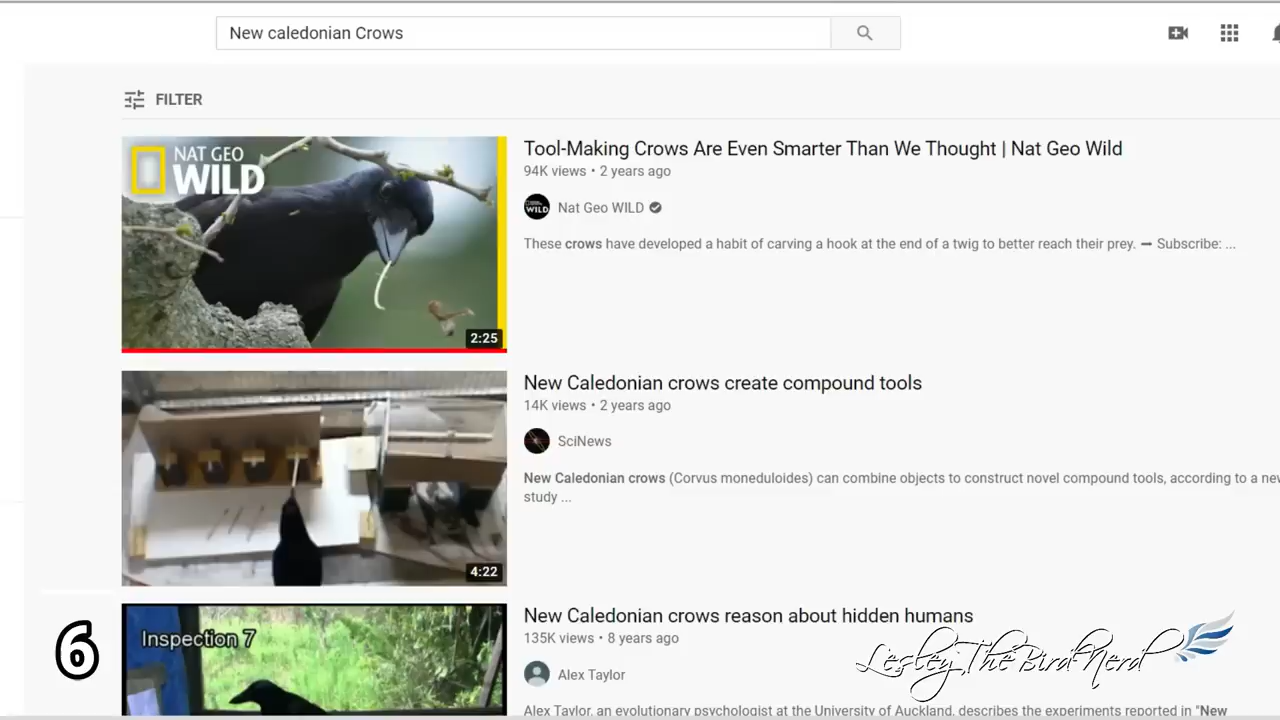 New caledonian Crows
FILTER
NAT GEO
WILD
2:25
Tool-Making Crows Are Even Smarter Than We Thought | Nat Geo Wild
94K views • 2 years ago
WILD
Nat Geo WILD
These crows have developed a habit of carving a hook at the end of a twig to better reach their prey. ➖ Subscribe: ...
4:22
New Caledonian crows create compound tools
14K views • 2 years ago
SciNews
New Caledonian crows (Corvus moneduloides) can combine objects to construct novel compound tools, according to a new
study ...
6
Inspection 7
New Caledonian crows reason about hidden humans
135K views • 8 years ago
Lesley The Bird Nerd
Alex Taylor
Alex Taylor, an evolutionary psychologist at the University of Auckland, describes the experiments reported in "New